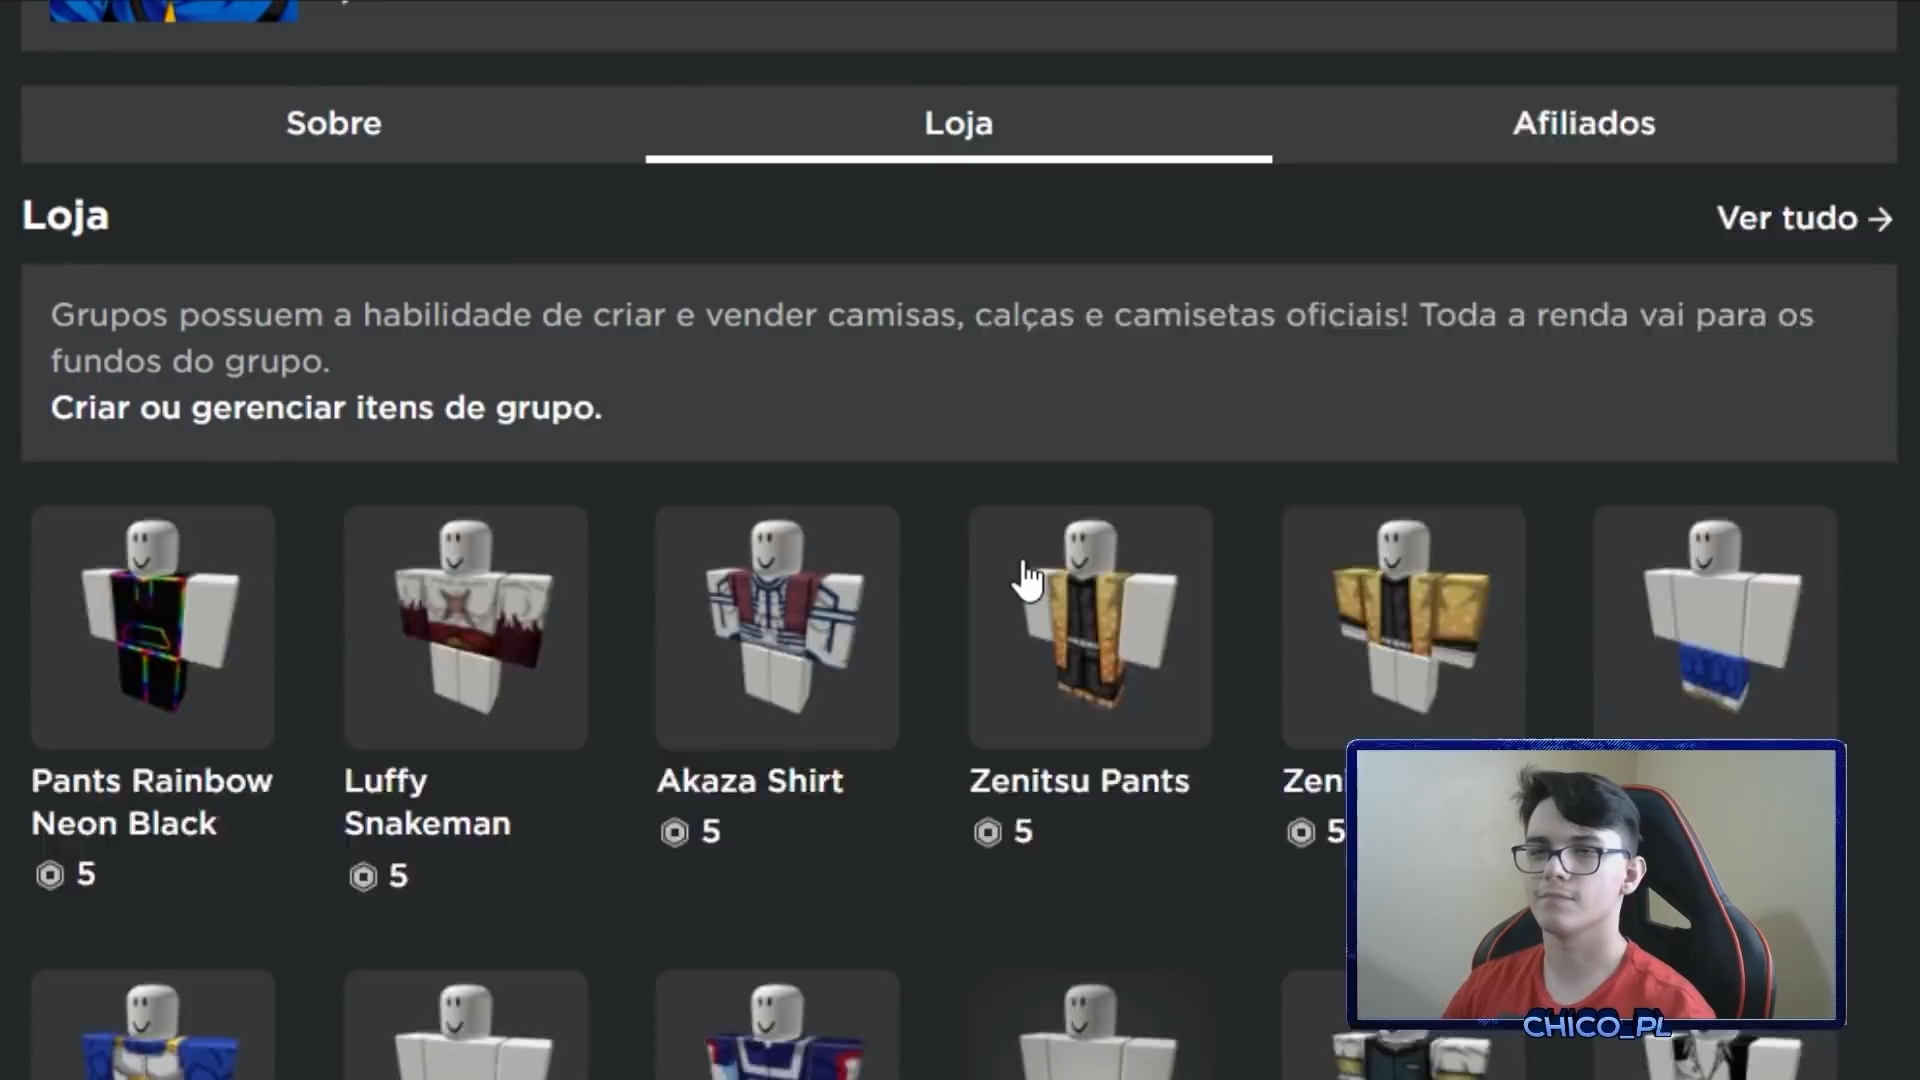 Sobre
Loja
Afiliados
Loja
Ver tudo
Grupos possuem a habilidade de criar e vender camisas, calças e camisetas oficiais! Toda a renda vai para os
fundos do grupo.
Criar ou gerenciar itens de grupo.
Pants Rainbow
Neon Black
5
Luffy
Snakeman
5
Akaza Shirt
5
Zenitsu Pants
5
Zeni
5
CHICO_PL